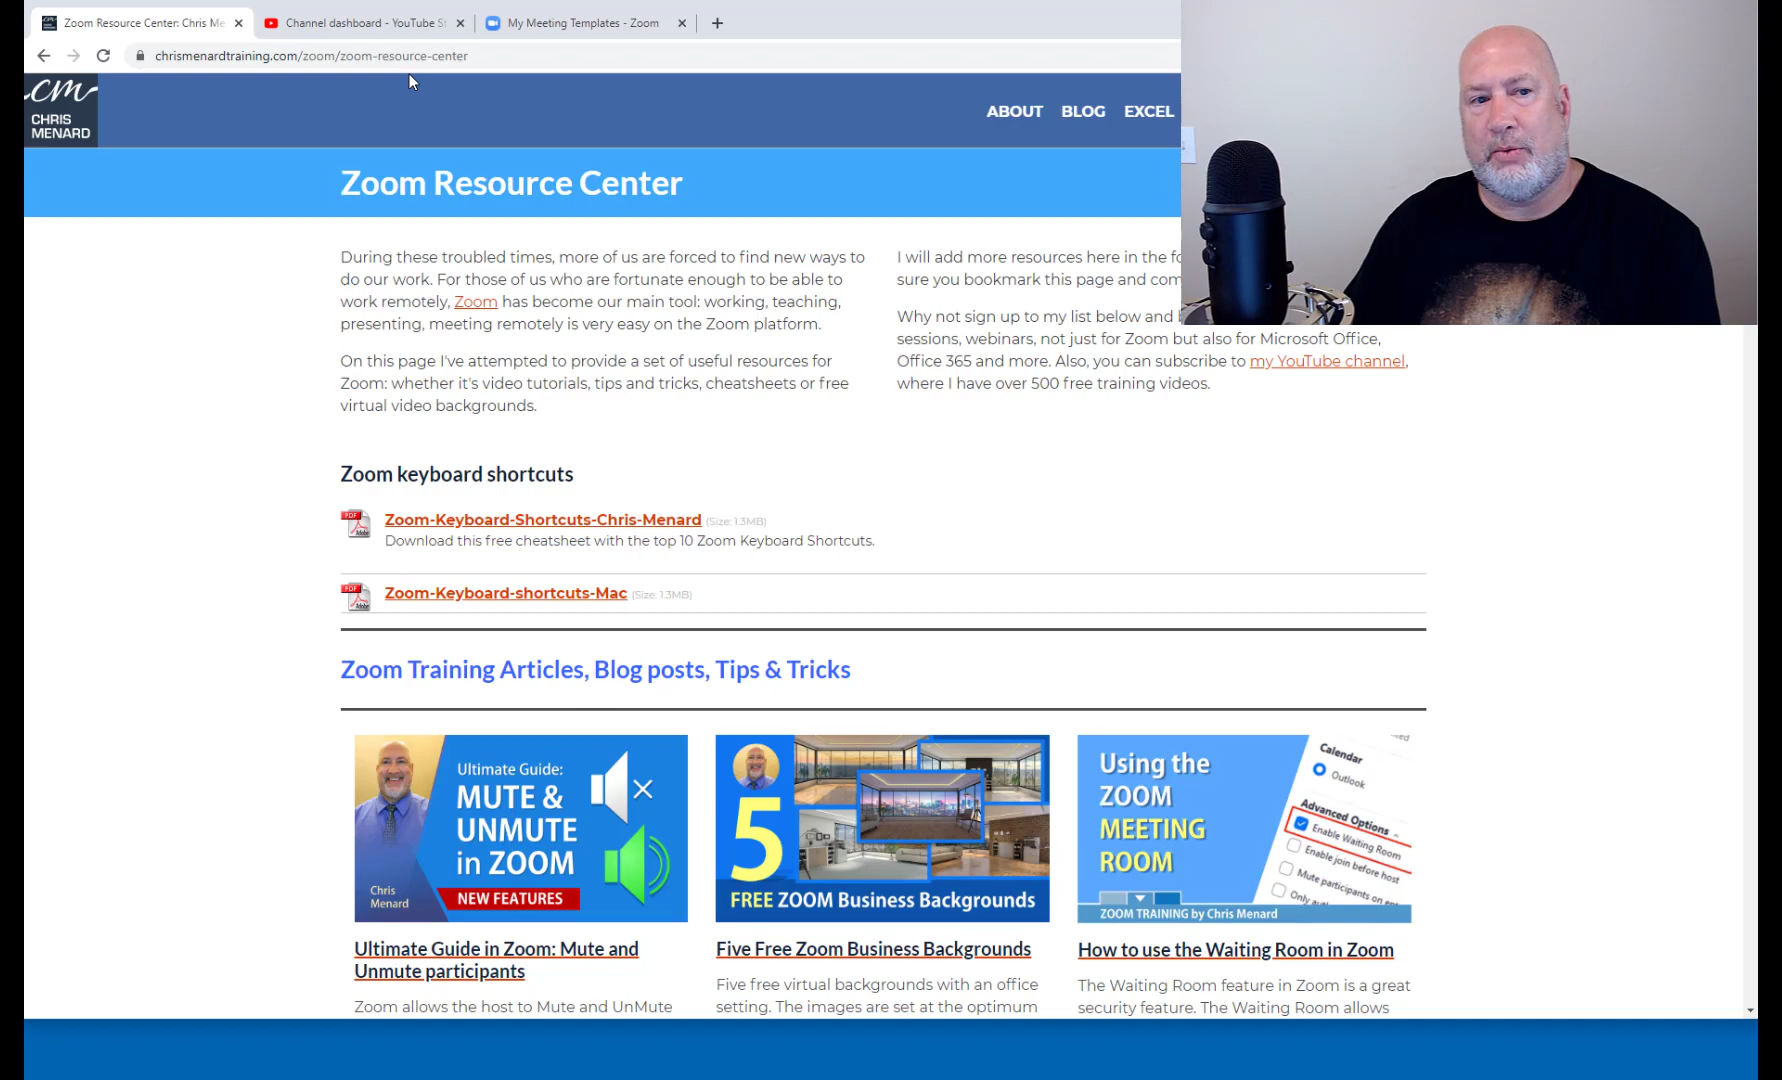 Zoom Resource Center: Chris Me
Channel dashboard - YouTube St
My Meeting Templates - Zoom
chrismenardtraining.com/zoom/zoom-resource-center
cm
CHRIS
MENARD
ABOUT BLOG EXCEL
Zoom Resource Center
During these troubled times, more of us are forced to find new ways to
do our work. For those of us who are fortunate enough to be able to
work remotely, Zoom has become our main tool: working, teaching,
presenting, meeting remotely is very easy on the Zoom platform.
On this page I've attempted to provide a set of useful resources for
Zoom: whether it's video tutorials, tips and tricks, cheatsheets or free
virtual video backgrounds.
I will add more resources here in the fo
sure you bookmark this page and com
Why not sign up to my list below and b
sessions, webinars, not just for Zoom but also for Microsoft Office,
Office 365 and more. Also, you can subscribe to my YouTube channel,
where I have over 500 free training videos.
Zoom keyboard shortcuts
PDF
Adobe
Zoom-Keyboard-Shortcuts-Chris-Menard (Size: 1.3MB)
Download this free cheatsheet with the top 10 Zoom Keyboard Shortcuts.
PDF
Adobe
Zoom-Keyboard-shortcuts-Mac (Size: 1.3MB)
Zoom Training Articles, Blog posts, Tips & Tricks
Ultimate Guide:
MUTE &
UNMUTE
in ZOOM
NEW FEATURES
Chris
Menard
5
FREE ZOOM Business Backgrounds
Using the
ZOOM
MEETING
ROOM
Calendar
Outlook
Advanced Options
Enable Waiting Room
Enable join before host
Mute participants on
Only
ZOOM TRAINING by Chris Menard
Ultimate Guide in Zoom: Mute and
Unmute participants
Zoom allows the host to Mute and UnMute
Five Free Zoom Business Backgrounds
Five free virtual backgrounds with an office
setting. The images are set at the optimum
How to use the Waiting Room in Zoom
The Waiting Room feature in Zoom is a great
security feature. The Waiting Room allows